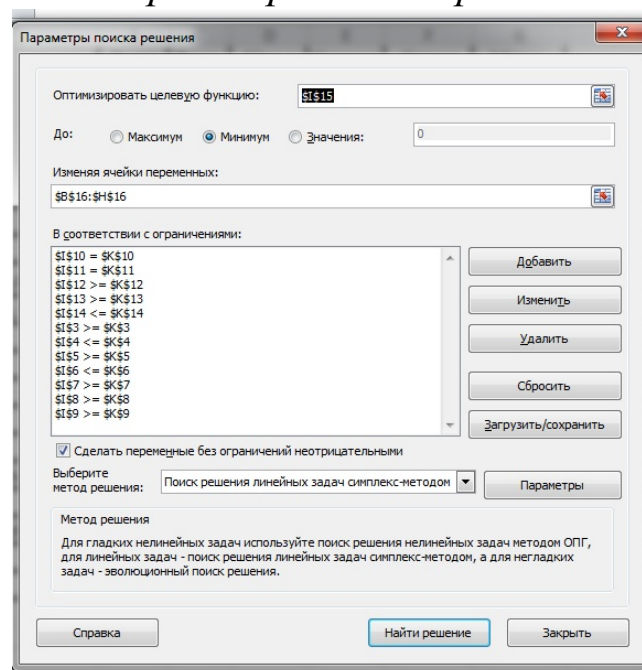 Параметры поиска решения
Оптимизировать целевую функцию: $I$15
До: Максимум Минимум Значения: 0
Изменяя ячейки переменных:
$B$16:$H$16
В соответствии с ограничениями:
$I$10 = $K$10
$I$11 = $K$11
$I$12 >= $K$12
$I$13 >= $K$13
$I$14 <= $K$14
$I$3 >= $K$3
$I$4 <= $K$4
$I$5 >= $K$5
$I$6 <= $K$6
$I$7 >= $K$7
$I$8 >= $K$8
$I$9 >= $K$9
Добавить
Изменить
Удалить
Сбросить
Загрузить/сохранить
Сделать переменные без ограничений неотрицательными
Выберите
метод решения: Поиск решения линейных задач симплекс-методом Параметры
Метод решения
Для гладких нелинейных задач используйте поиск решения нелинейных задач методом ОПГ,
для линейных задач - поиск решения линейных задач симплекс-методом, а для негладких
задач - эволюционный поиск решения.
Справка Найти решение Закрыть